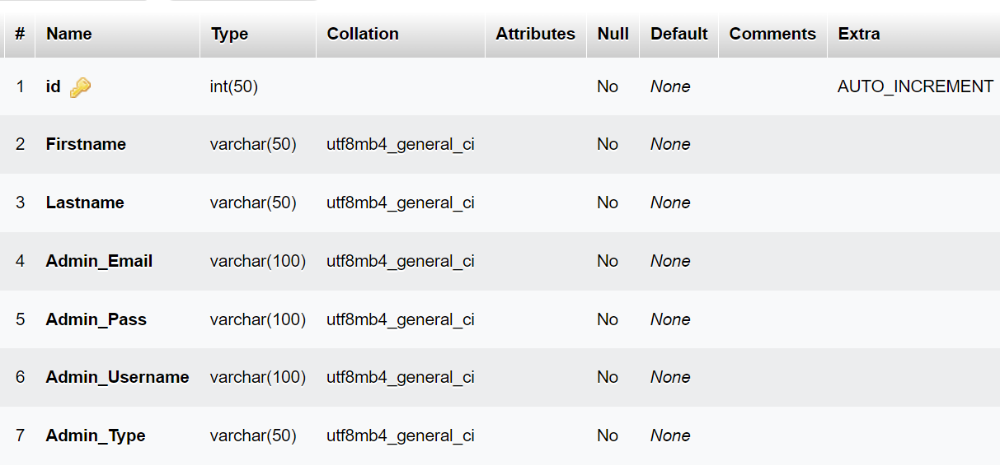 # Name Type Collation Attributes Null Default Comments Extra
1 id int(50) No None AUTO_INCREMENT
2 Firstname varchar(50) utf8mb4_general_ci No None
3 Lastname varchar(50) utf8mb4_general_ci No None
4 Admin_Email varchar(100) utf8mb4_general_ci No None
5 Admin_Pass varchar(100) utf8mb4_general_ci No None
6 Admin_Username varchar(100) utf8mb4_general_ci No None
7 Admin_Type varchar(50) utf8mb4_general_ci No None